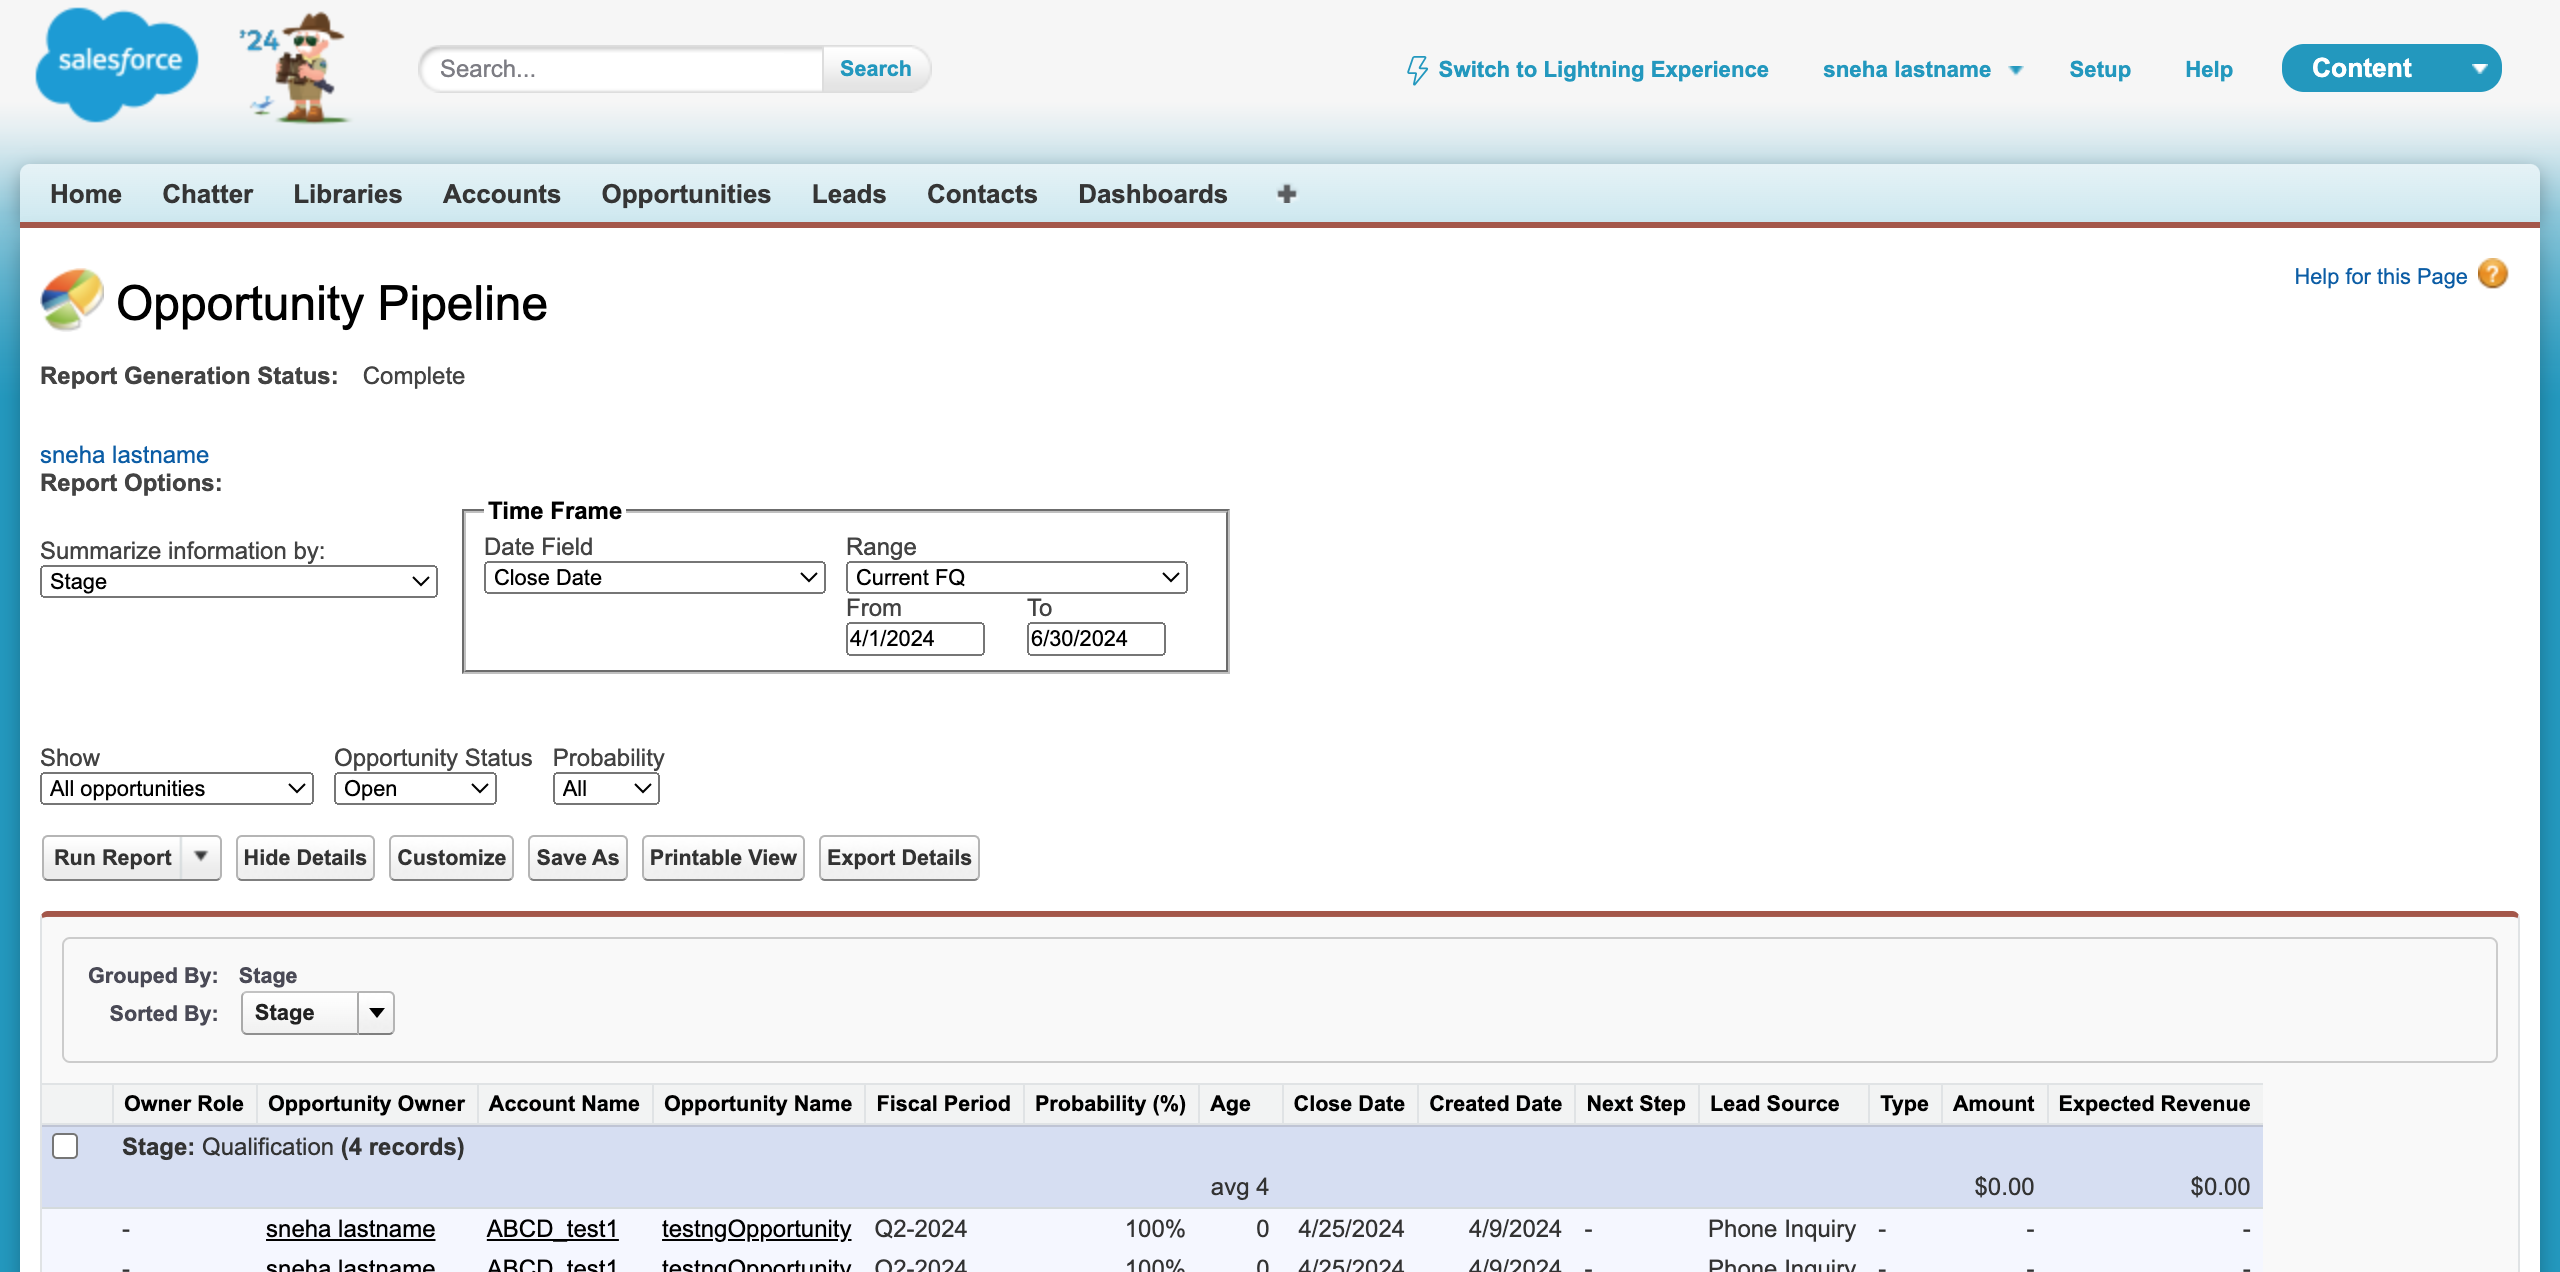 salesforce
'24
Search...
Search
Switch to Lightning Experience
sneha lastname
Setup
Help
Content
Home
Chatter
Libraries
Accounts
Opportunities
Leads
Contacts
Dashboards
+
Opportunity Pipeline
Help for this Page
?
Report Generation Status: Complete
sneha lastname
Report Options:
Time Frame
Summarize information by:
Stage
Date Field
Close Date
Range
Current FQ
From
To
4/1/2024
6/30/2024
Show
Opportunity Status
Probability
All opportunities
Open
All
Run Report
Hide Details
Customize
Save As
Printable View
Export Details
Grouped By: Stage
Sorted By: Stage
Owner Role Opportunity Owner Account Name Opportunity Name Fiscal Period Probability (%) Age Close Date Created Date Next Step Lead Source Type Amount Expected Revenue
Stage: Qualification (4 records)
avg 4 $0.00 $0.00
- sneha lastname ABCD_test1 testngOpportunity Q2-2024 100% 0 4/25/2024 4/9/2024 - Phone Inquiry - - -
- sneha lastname ABCD_test1 testngOpportunity Q2-2024 100% 0 4/25/2024 4/9/2024 - Phone Inquiry - - -